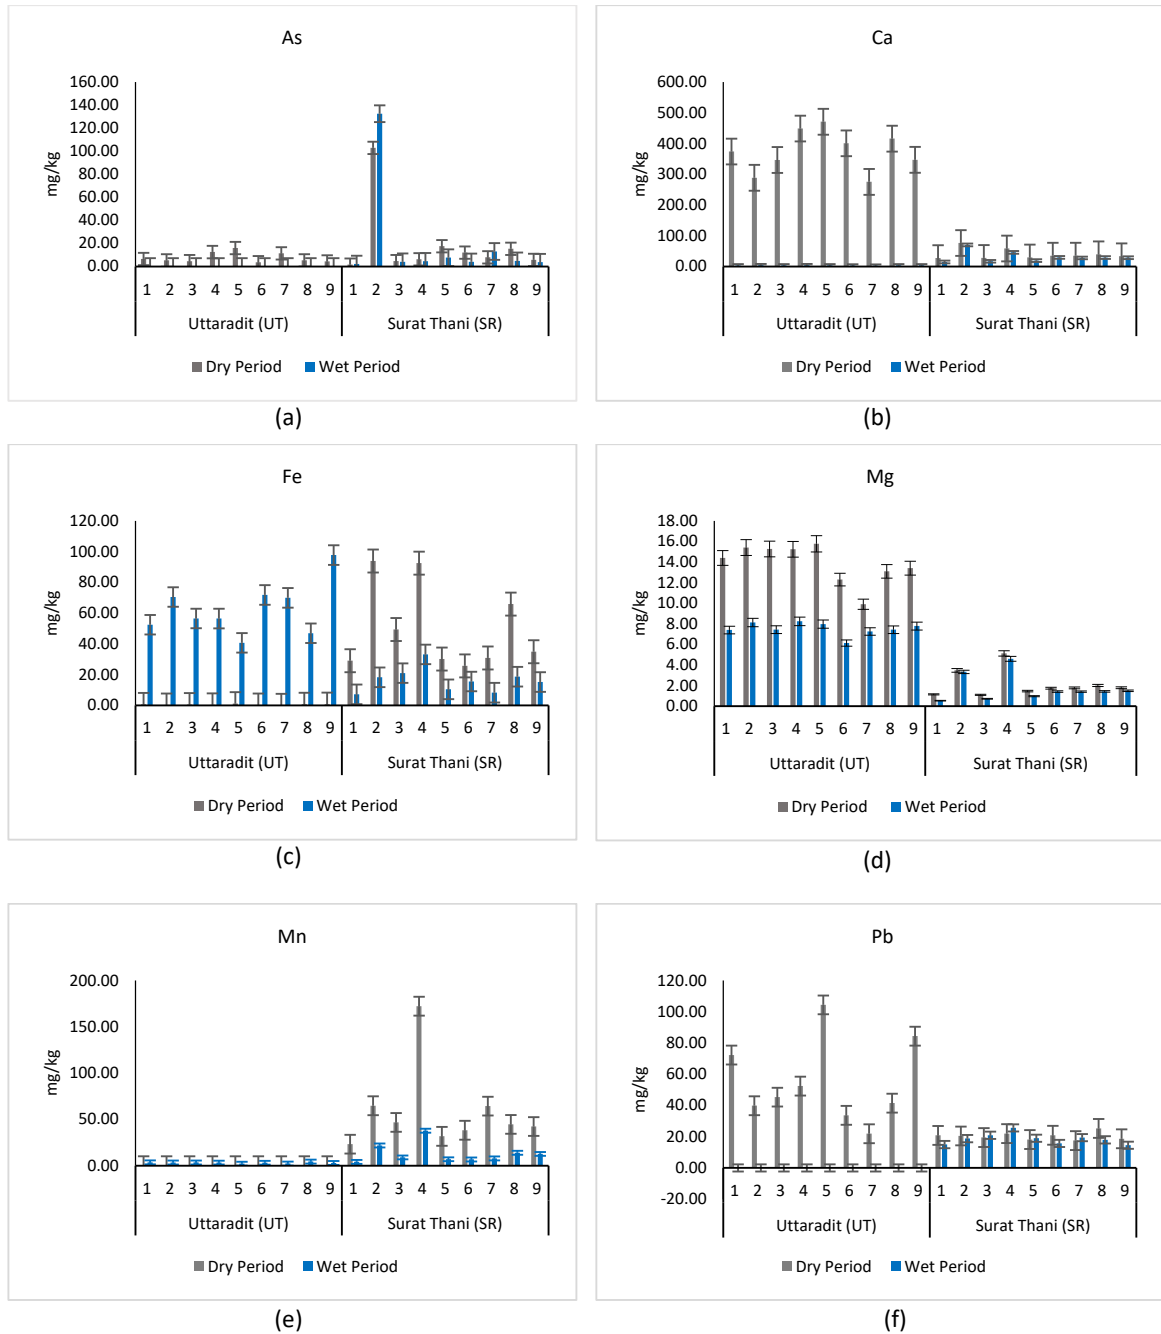 As
160.00
140.00
120.00
100.00
80.00
60.00
40.00
20.00
0.00
mg/kg
1 2 3 4 5 6 7 8 9 1 2 3 4 5 6 7 8 9
Uttaradit (UT) Surat Thani (SR)
Dry Period Wet Period
(a)
Ca
600.00
500.00
400.00
300.00
200.00
100.00
0.00
mg/kg
1 2 3 4 5 6 7 8 9 1 2 3 4 5 6 7 8 9
Uttaradit (UT) Surat Thani (SR)
Dry Period Wet Period
(b)
Fe
120.00
100.00
80.00
60.00
40.00
20.00
0.00
mg/kg
1 2 3 4 5 6 7 8 9 1 2 3 4 5 6 7 8 9
Uttaradit (UT) Surat Thani (SR)
Dry Period Wet Period
(c)
Mg
18.00
16.00
14.00
12.00
10.00
8.00
6.00
4.00
2.00
0.00
mg/kg
1 2 3 4 5 6 7 8 9 1 2 3 4 5 6 7 8 9
Uttaradit (UT) Surat Thani (SR)
Dry Period Wet Period
(d)
Mn
200.00
150.00
100.00
50.00
0.00
mg/kg
1 2 3 4 5 6 7 8 9 1 2 3 4 5 6 7 8 9
Uttaradit (UT) Surat Thani (SR)
Dry Period Wet Period
(e)
Pb
120.00
100.00
80.00
60.00
40.00
20.00
0.00
-20.00
mg/kg
1 2 3 4 5 6 7 8 9 1 2 3 4 5 6 7 8 9
Uttaradit (UT) Surat Thani (SR)
Dry Period Wet Period
(f)